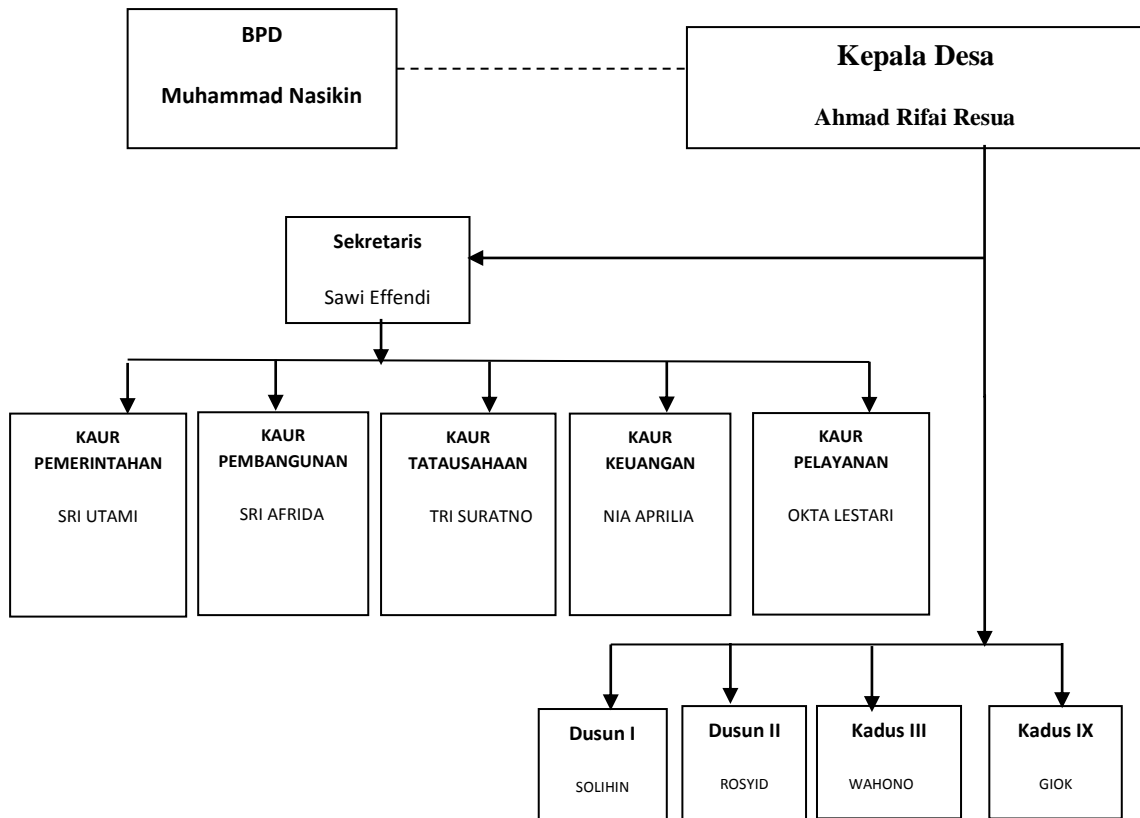 BPD
Muhammad Nasikin
Kepala Desa
Ahmad Rifai Resua
Sekretaris
Sawi Effendi
KAUR
PEMERINTAHAN
SRI UTAMI
KAUR
PEMBANGUNAN
SRI AFRIDA
KAUR
TATAUSAHAAN
TRI SURATNO
KAUR
KEUANGAN
NIA APRILIA
KAUR
PELAYANAN
OKTA LESTARI
Dusun I
SOLIHIN
Dusun II
ROSYID
Kadus III
WAHONO
Kadus IX
GIOK